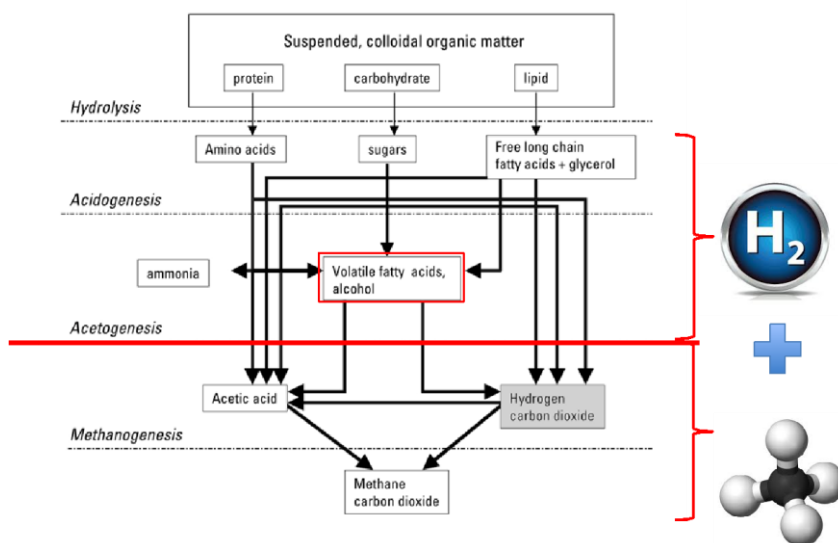 Suspended, colloidal organic matter
protein
carbohydrate
lipid
Hydrolysis
Amino acids
sugars
Free long chain
fatty acids + glycerol
Acidogenesis
H2
ammonia
Volatile fatty acids,
alcohol
Acetogenesis
Acetic acid
Hydrogen
carbon dioxide
Methanogenesis
Methane
carbon dioxide